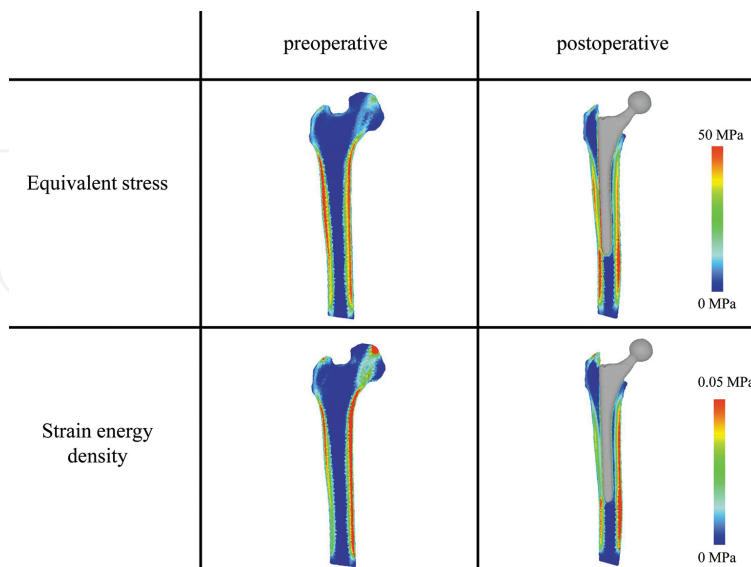 preoperative
postoperative
Equivalent stress
50 MPa
0 MPa
Strain energy
density
0.05 MPa
0 MPa